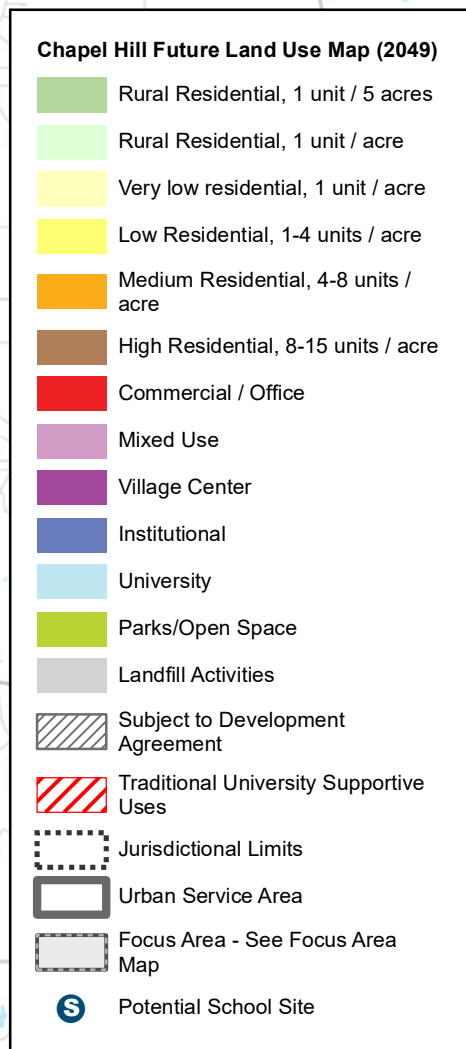 Chapel Hill Future Land Use Map (2049)
Rural Residential, 1 unit / 5 acres
Rural Residential, 1 unit / acre
Very low residential, 1 unit / acre
Low Residential, 1-4 units / acre
Medium Residential, 4-8 units /
acre
High Residential, 8-15 units / acre
Commercial / Office
Mixed Use
Village Center
Institutional
University
Parks/Open Space
Landfill Activities
Subject to Development
Agreement
Traditional University Supportive
Uses
Jurisdictional Limits
Urban Service Area
Focus Area - See Focus Area
Map
S Potential School Site